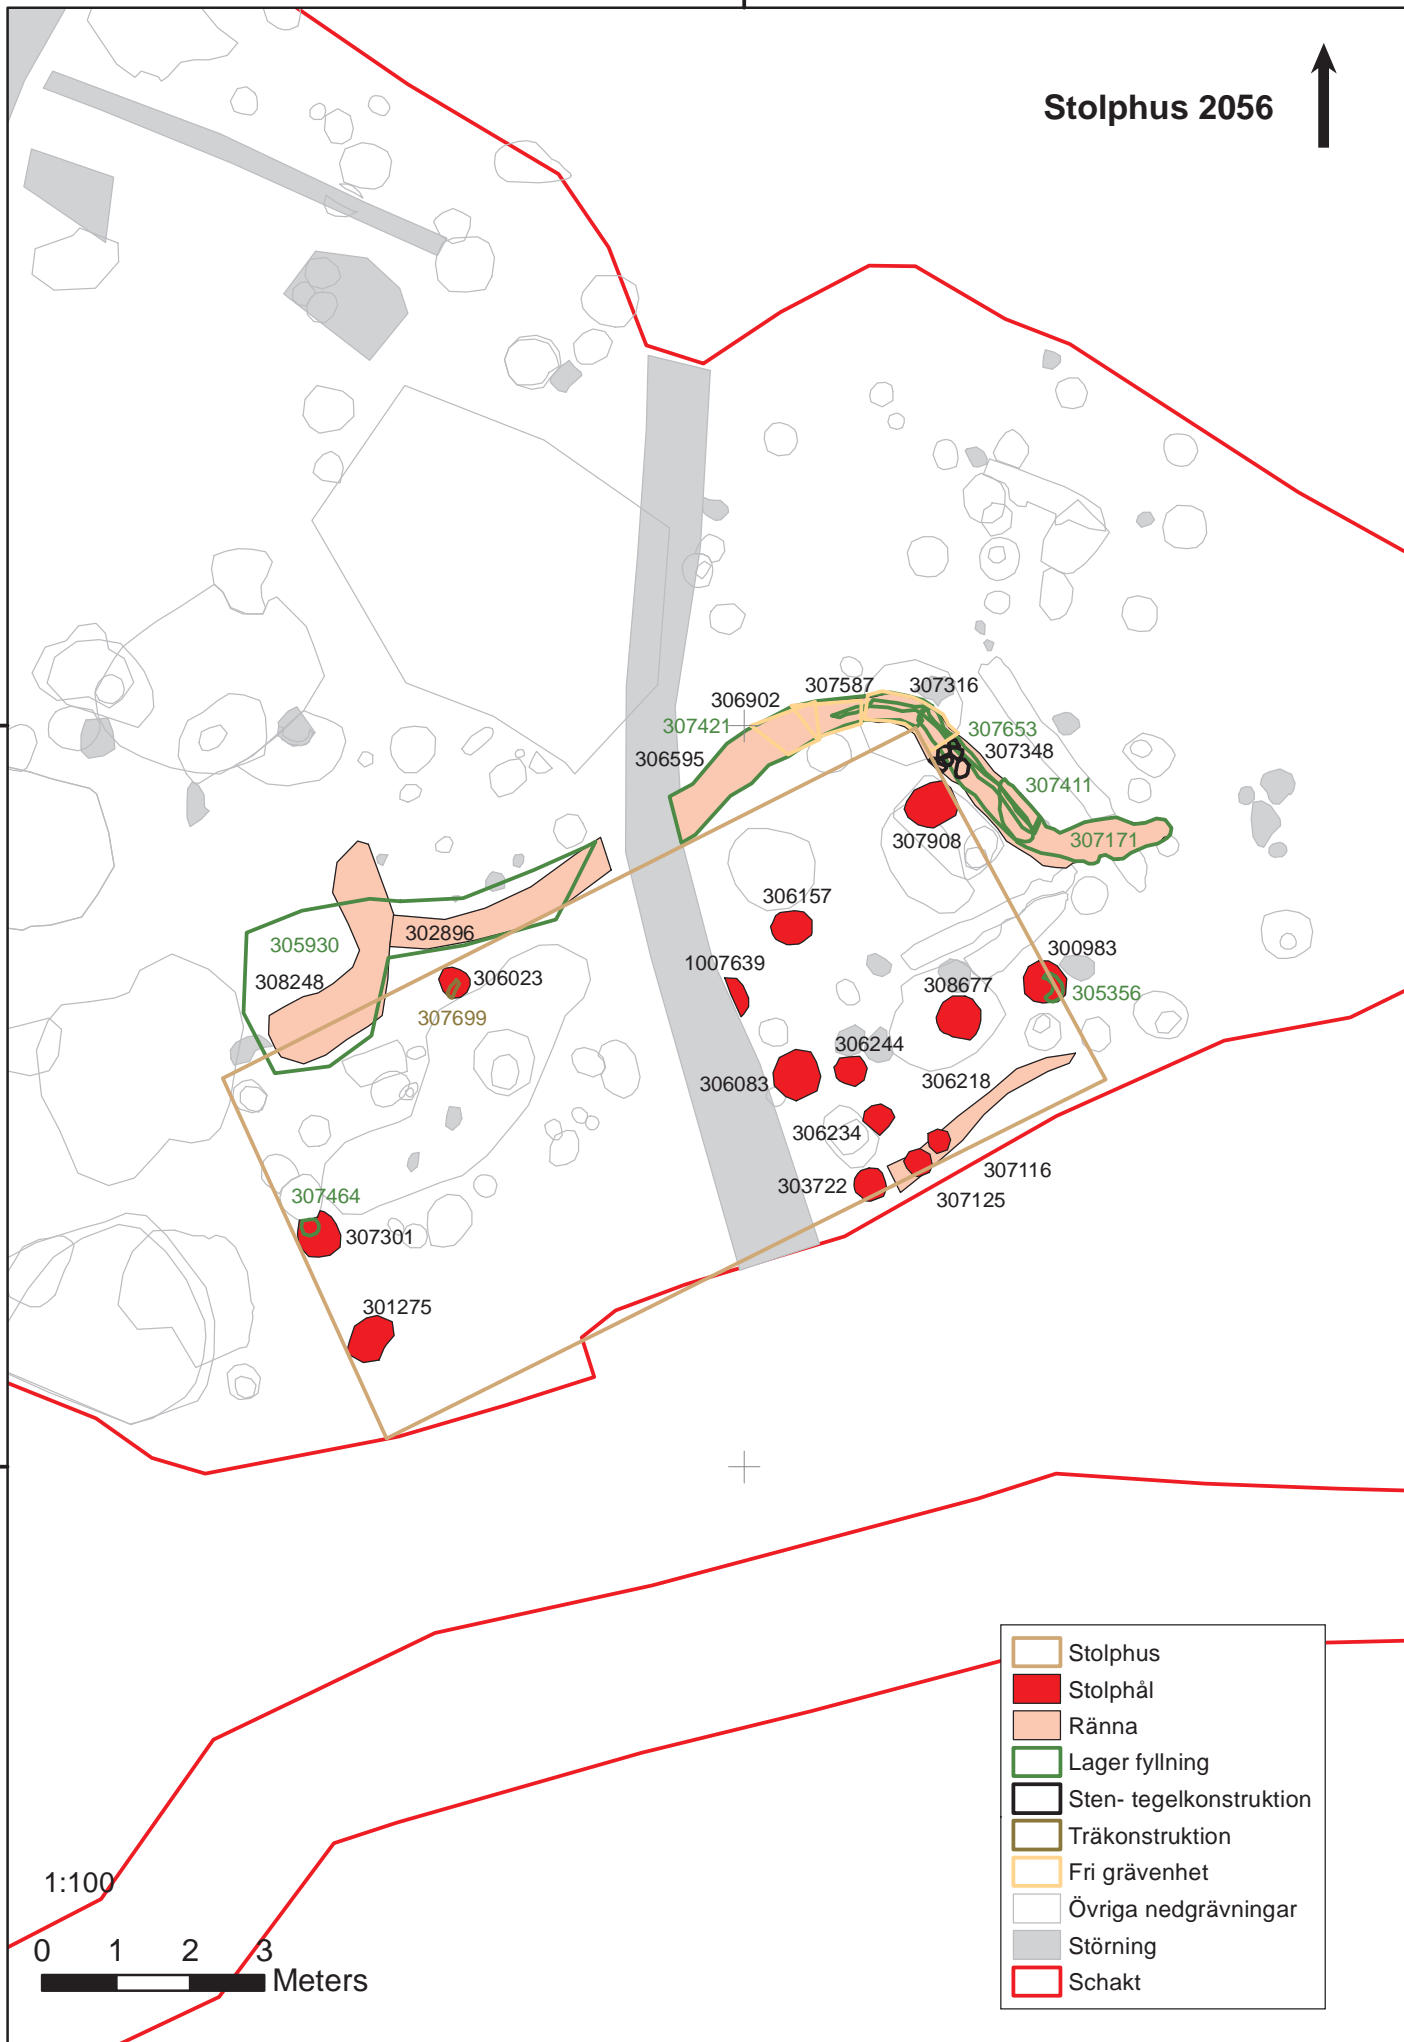 Stolphus 2056
307587
307316
306902
307421
307653
306595
307348
307411
307908
307171
306157
302896
305930
1007639
300983
308248
306023
308677
305356
307699
306244
306083
306218
306234
307116
303722
307125
307464
307301
301275
Stolphus
Stolphål
Ränna
Lager fyllning
Sten- tegelkonstruktion
Träkonstruktion
Fri grävenhet
Övriga nedgrävningar
Störning
Schakt
1:100
0 1 2 3
Meters